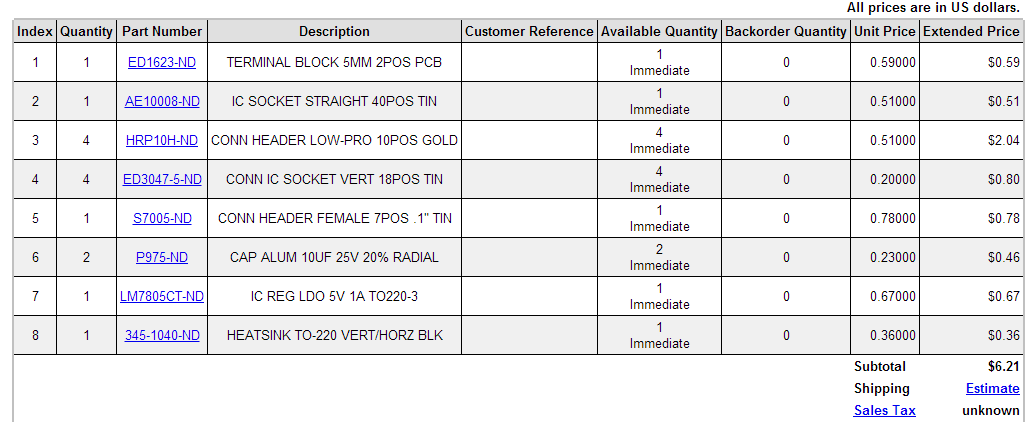 All prices are in US dollars.
Index Quantity Part Number Description Customer Reference Available Quantity Backorder Quantity Unit Price Extended Price
1 1 ED1623-ND TERMINAL BLOCK 5MM 2POS PCB 1 Immediate 0 0.59000 $0.59
2 1 AE10008-ND IC SOCKET STRAIGHT 40POS TIN 1 Immediate 0 0.51000 $0.51
3 4 HRP10H-ND CONN HEADER LOW-PRO 10POS GOLD 4 Immediate 0 0.51000 $2.04
4 4 ED3047-5-ND CONN IC SOCKET VERT 18POS TIN 4 Immediate 0 0.20000 $0.80
5 1 S7005-ND CONN HEADER FEMALE 7POS .1" TIN 1 Immediate 0 0.78000 $0.78
6 2 P975-ND CAP ALUM 10UF 25V 20% RADIAL 2 Immediate 0 0.23000 $0.46
7 1 LM7805CT-ND IC REG LDO 5V 1A TO220-3 1 Immediate 0 0.67000 $0.67
8 1 345-1040-ND HEATSINK TO-220 VERT/HORZ BLK 1 Immediate 0 0.36000 $0.36
Subtotal $6.21
Shipping Estimate
Sales Tax unknown